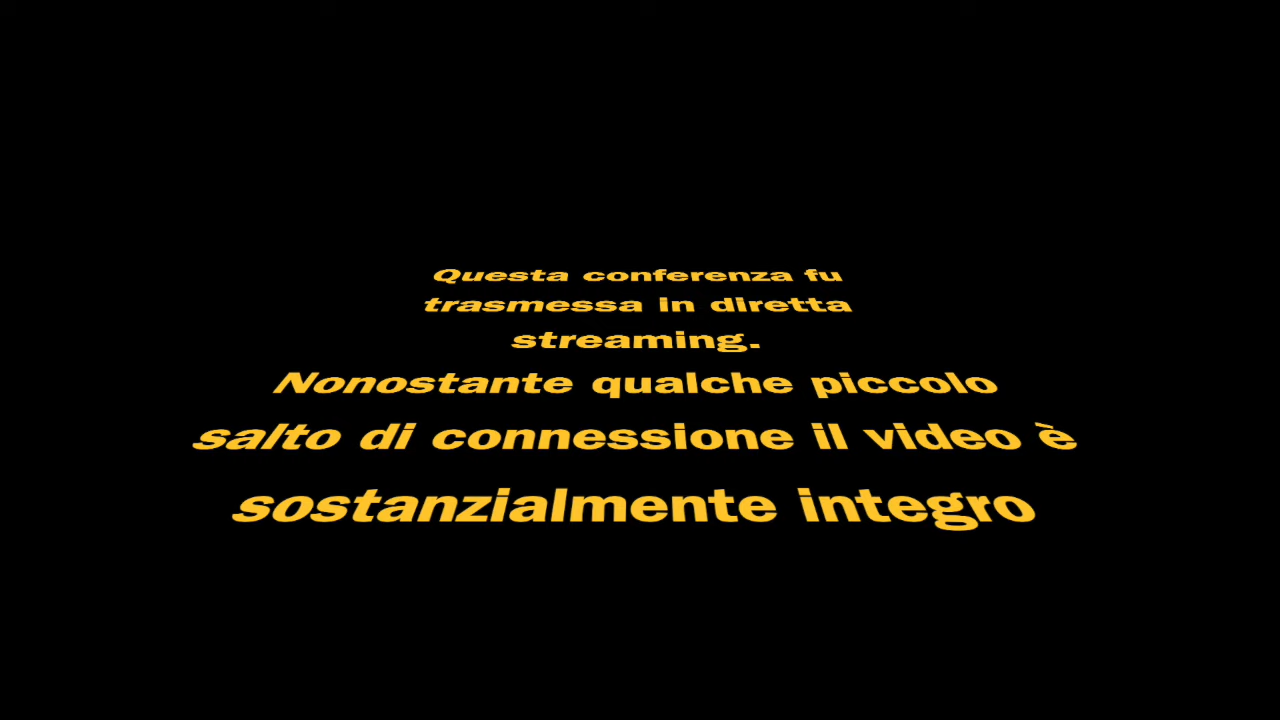 Questa conferenza fu
trasmessa in diretta
streaming.
Nonostante qualche piccolo
salto di connessione il video è
sostanzialmente integro